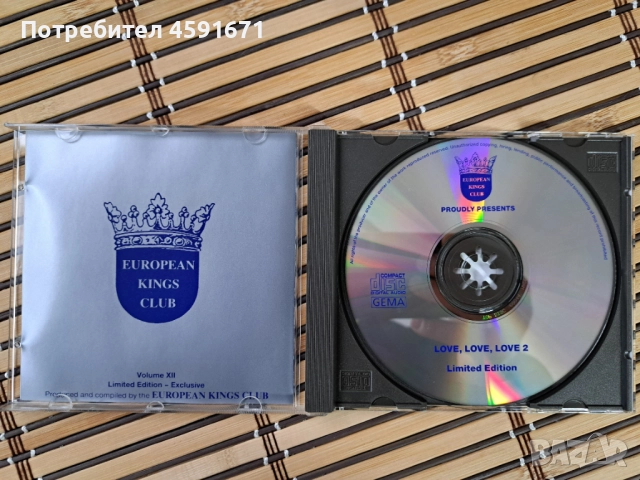 Потребител 4591671
EUROPEAN
KINGS
CLUB
Volume XII
Limited Edition – Exclusive
Produced and compiled by the EUROPEAN KINGS CLUB
EUROPEAN
KINGS
CLUB
PROUDLY PRESENTS
COMPACT
disc
DIGITAL AUDIO
GEMA
LOVE, LOVE, LOVE 2
Limited Edition
BAZAR